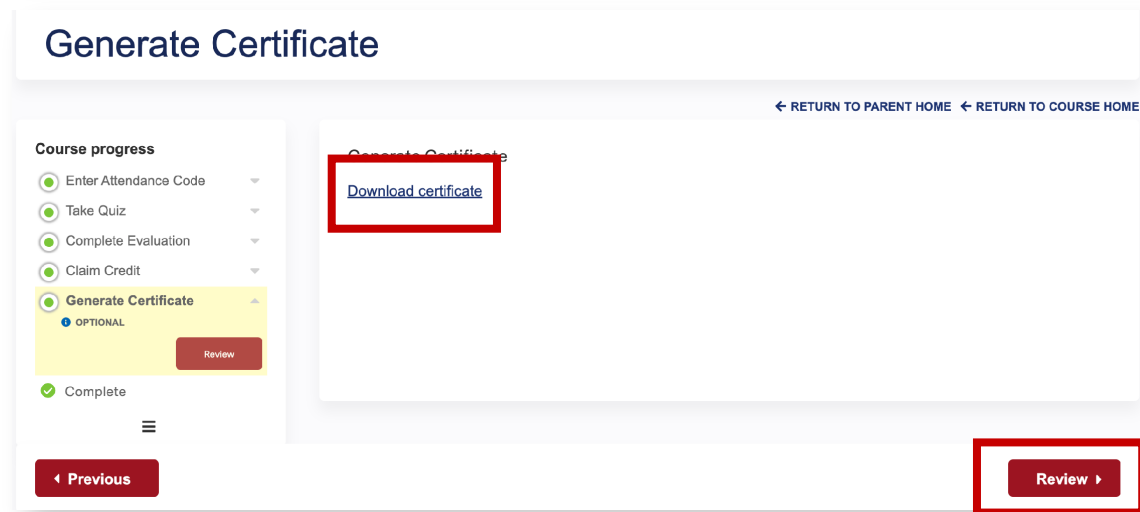 Generate Certificate
← RETURN TO PARENT HOME ← RETURN TO COURSE HOME
Course progress
Enter Attendance Code
Take Quiz
Complete Evaluation
Claim Credit
Generate Certificate
OPTIONAL
Review
Complete
Generate Certificate
Download certificate
Previous
Review